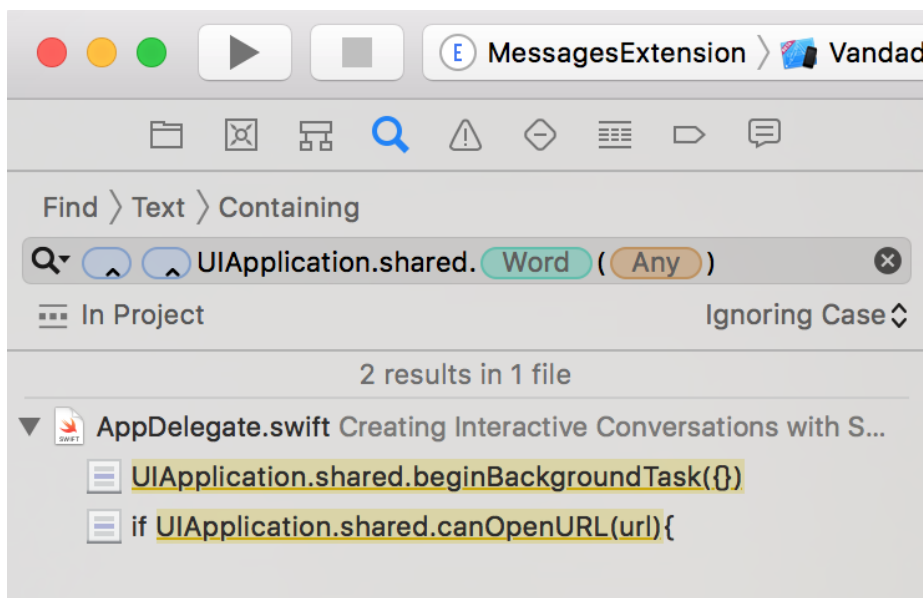 E MessagesExtension 〉 Vandad
Find 〉 Text 〉 Containing
UIApplication.shared. Word ( Any )
In Project Ignoring Case
2 results in 1 file
SWIFT AppDelegate.swift Creating Interactive Conversations with S...
UIApplication.shared.beginBackgroundTask({})
if UIApplication.shared.canOpenURL(url){